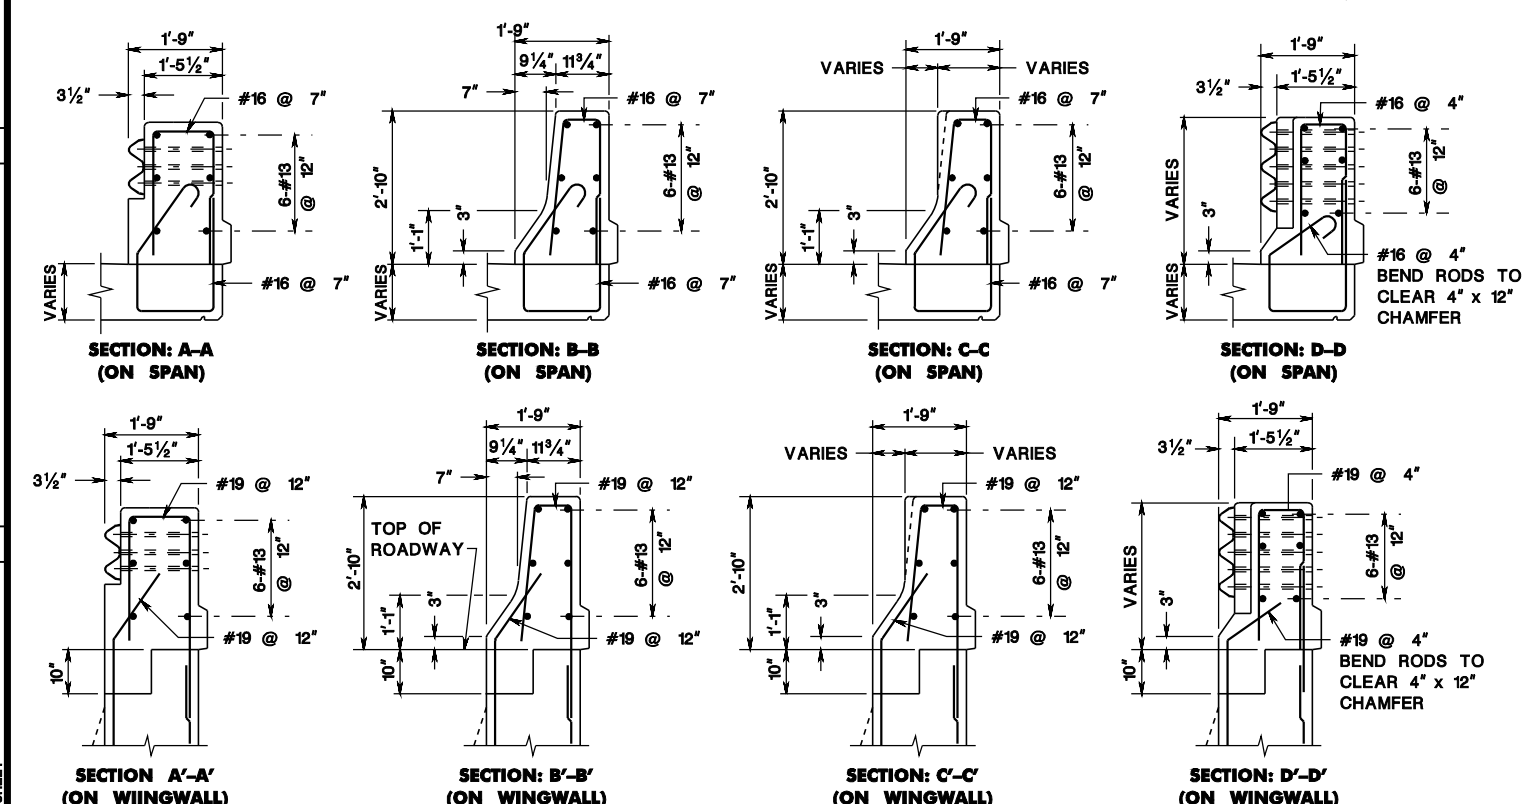 1'-9"
1'-5½"
3½"
#16 @ 7"
6-#13
@ 12"
VARIES
#16 @ 7"
SECTION: A–A
(ON SPAN)
1'-9"
9¼"
11¾"
7"
#16 @ 7"
2'-10"
6-#13
@ 12"
3"
1'-1"
VARIES
#16 @ 7"
SECTION: B–B
(ON SPAN)
1'-9"
VARIES
VARIES
#16 @ 7"
2'-10"
6-#13
@ 12"
3"
1'-1"
VARIES
#16 @ 7"
SECTION: C–C
(ON SPAN)
1'-9"
1'-5½"
3½"
#16 @ 4"
VARIES
6-#13
@ 12"
3"
VARIES
#16 @ 4"
BEND RODS TO
CLEAR 4" x 12"
CHAMFER
SECTION: D–D
(ON SPAN)
1'-9"
1'-5½"
3½"
#19 @ 12"
6-#13
@ 12"
#19 @ 12"
10"
SECTION A'–A'
(ON WIINGWALL)
1'-9"
9¼"
11¾"
7"
#19 @ 12"
TOP OF
ROADWAY
2'-10"
6-#13
@ 12"
3"
1'-1"
#19 @ 12"
10"
SECTION: B'–B'
(ON WINGWALL)
1'-9"
VARIES
VARIES
#19 @ 12"
2'-10"
6-#13
@ 12"
3"
1'-1"
#19 @ 12"
10"
SECTION: C'–C'
(ON WINGWALL)
1'-9"
1'-5½"
3½"
#19 @ 4"
VARIES
6-#13
@ 12"
3"
10"
#19 @ 4"
BEND RODS TO
CLEAR 4" x 12"
CHAMFER
SECTION: D'–D'
(ON WINGWALL)